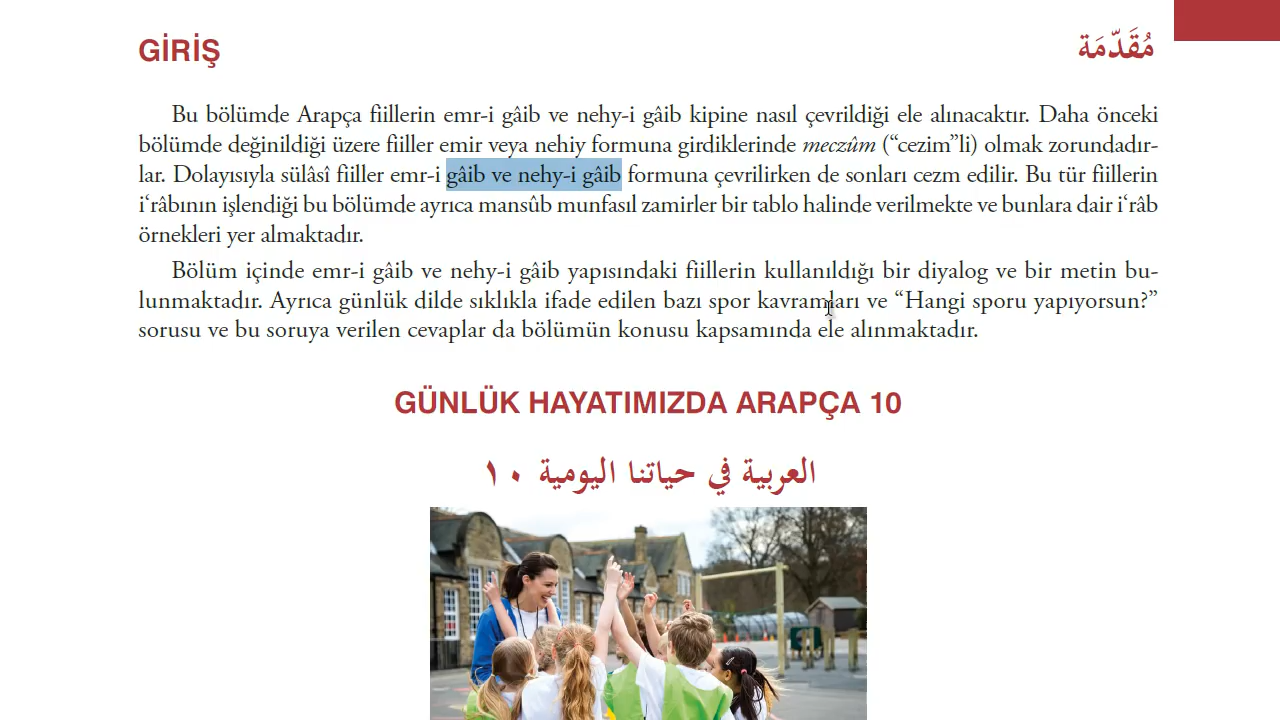 GİRİŞ
مُقَدّمَة
Bu bölümde Arapça fiillerin emr-i gâib ve nehy-i gâib kipine nasıl çevrildiği ele alınacaktır. Daha önceki
bölümde değinildiği üzere fiiller emir veya nehiy formuna girdiklerinde meczûm (“cezim”li) olmak zorundadır-
lar. Dolayısıyla sülâsî fiiller emr-i gâib ve nehy-i gâib formuna çevrilirken de sonları cezm edilir. Bu tür fiillerin
i‘râbının işlendiği bu bölümde ayrıca mansûb munfasıl zamirler bir tablo halinde verilmekte ve bunlara dair i‘râb
örnekleri yer almaktadır.
Bölüm içinde emr-i gâib ve nehy-i gâib yapısındaki fiillerin kullanıldığı bir diyalog ve bir metin bu-
lunmaktadır. Ayrıca günlük dilde sıklıkla ifade edilen bazı spor kavramları ve “Hangi sporu yapıyorsun?”
sorusu ve bu soruya verilen cevaplar da bölümün konusu kapsamında ele alınmaktadır.
GÜNLÜK HAYATIMIZDA ARAPÇA 10
العربية في حياتنا اليومية ١٠